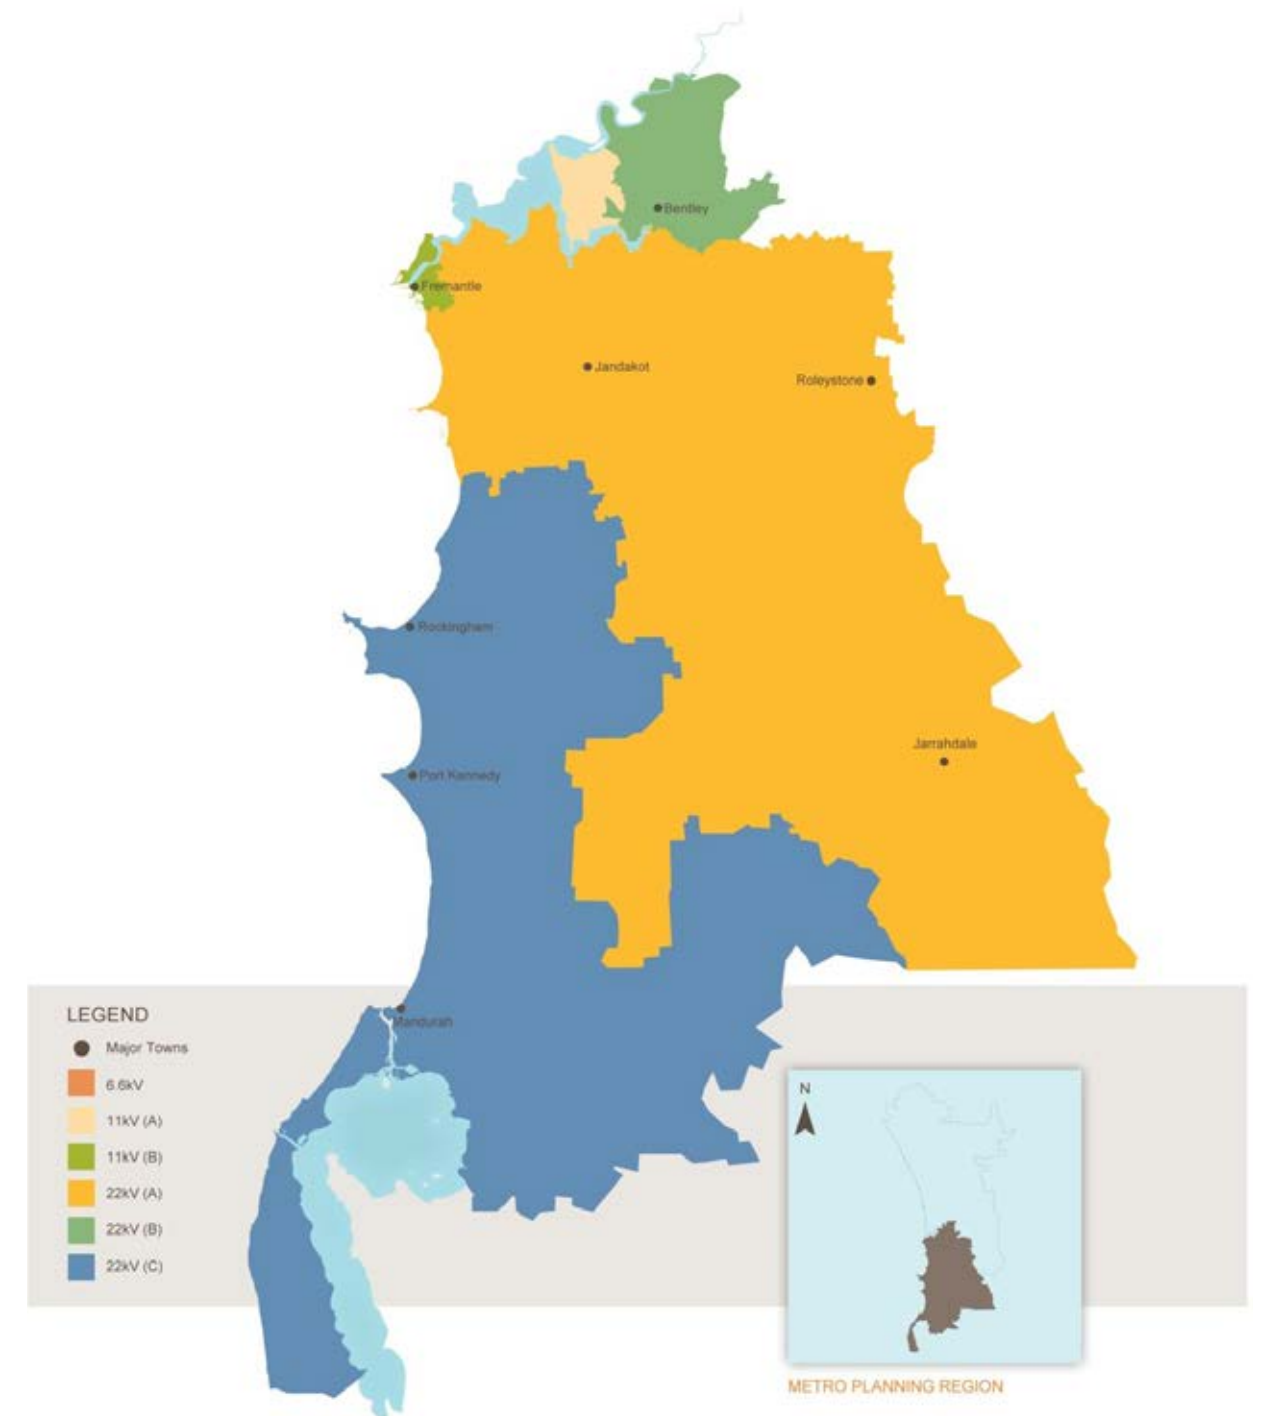 Bentley
Fremantle
Jandakot
Roleystone
Rockingham
Jarrahdale
Port Kennedy
Mandurah
LEGEND
Major Towns
6.6kV
11kV (A)
11kV (B)
22kV (A)
22kV (B)
22kV (C)
N
METRO PLANNING REGION